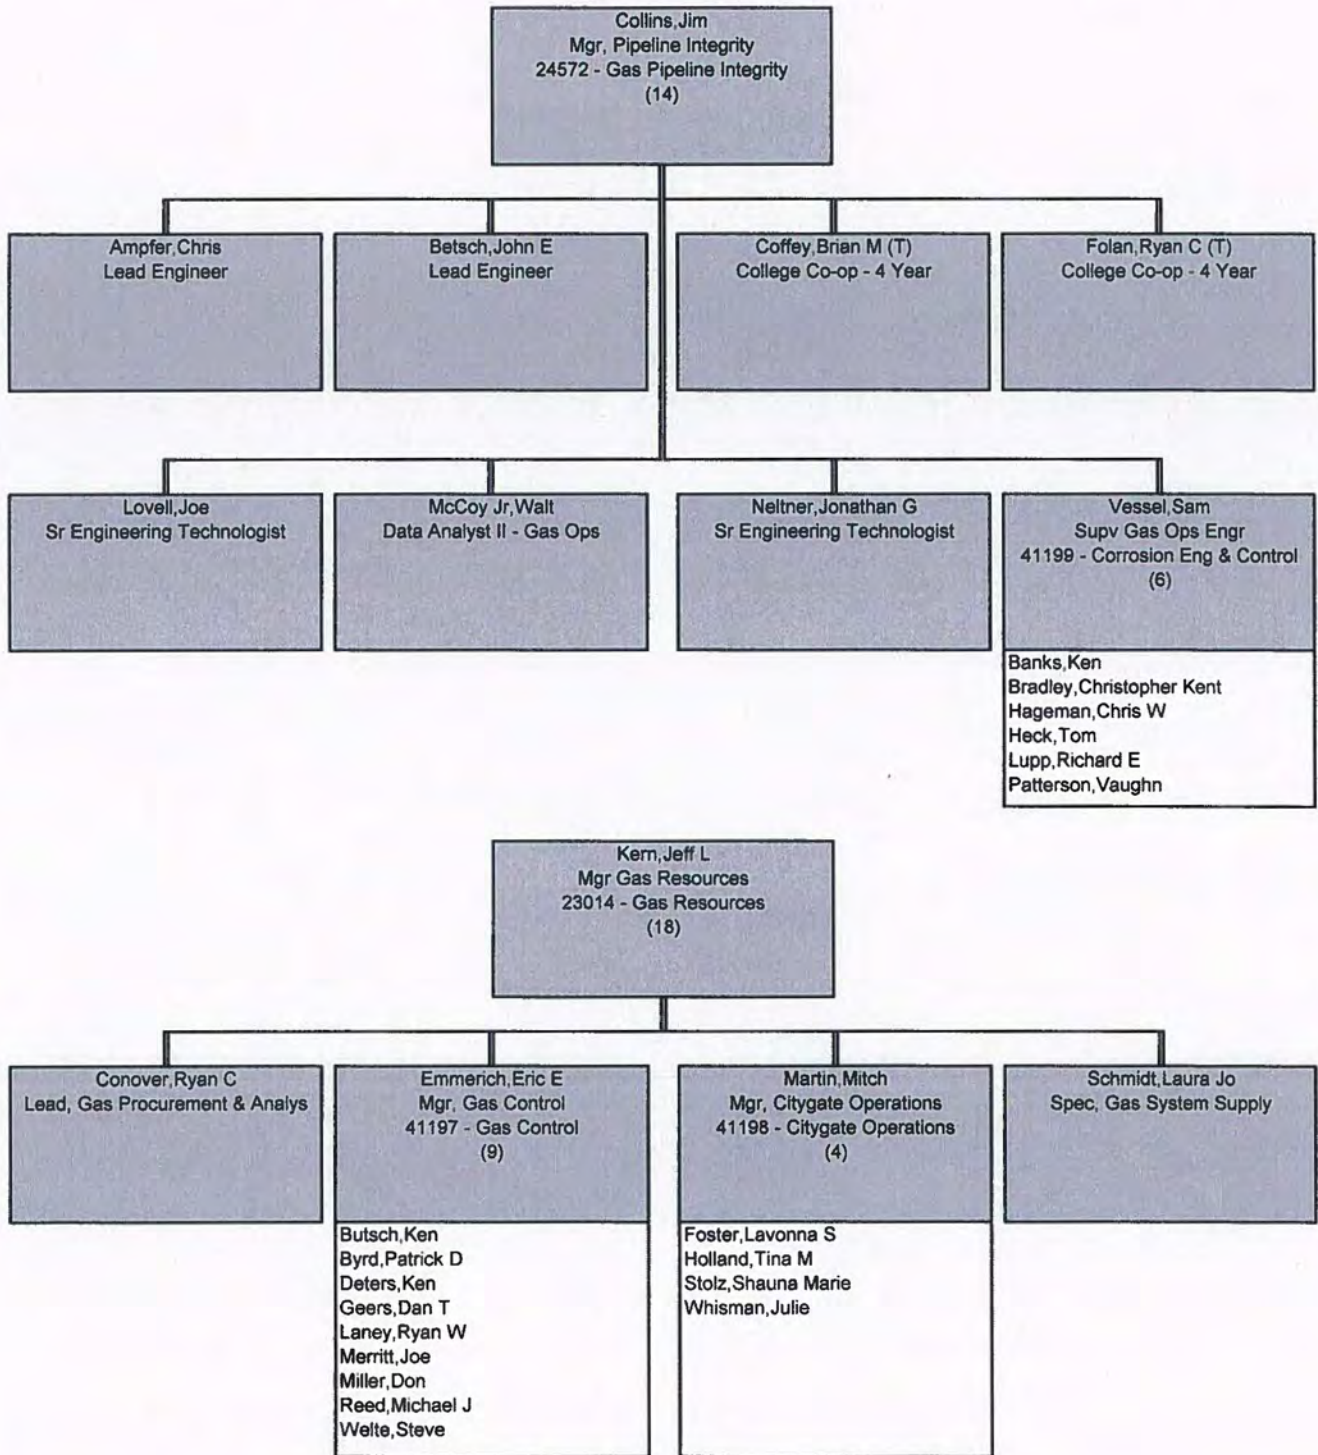 Collins,Jim
Mgr, Pipeline Integrity
24572 - Gas Pipeline Integrity
(14)
Ampfer,Chris
Lead Engineer
Betsch,John E
Lead Engineer
Coffey,Brian M (T)
College Co-op - 4 Year
Folan,Ryan C (T)
College Co-op - 4 Year
Lovell,Joe
Sr Engineering Technologist
McCoy Jr,Walt
Data Analyst II - Gas Ops
Neltner,Jonathan G
Sr Engineering Technologist
Vessel,Sam
Supv Gas Ops Engr
41199 - Corrosion Eng & Control
(6)
Banks,Ken
Bradley,Christopher Kent
Hageman,Chris W
Heck,Tom
Lupp,Richard E
Patterson,Vaughn
Kern,Jeff L
Mgr Gas Resources
23014 - Gas Resources
(18)
Conover,Ryan C
Lead, Gas Procurement & Analys
Emmerich,Eric E
Mgr, Gas Control
41197 - Gas Control
(9)
Butsch,Ken
Byrd,Patrick D
Deters,Ken
Geers,Dan T
Laney,Ryan W
Merritt,Joe
Miller,Don
Reed,Michael J
Welte,Steve
Martin,Mitch
Mgr, Citygate Operations
41198 - Citygate Operations
(4)
Foster,Lavonna S
Holland,Tina M
Stolz,Shauna Marie
Whisman,Julie
Schmidt,Laura Jo
Spec, Gas System Supply